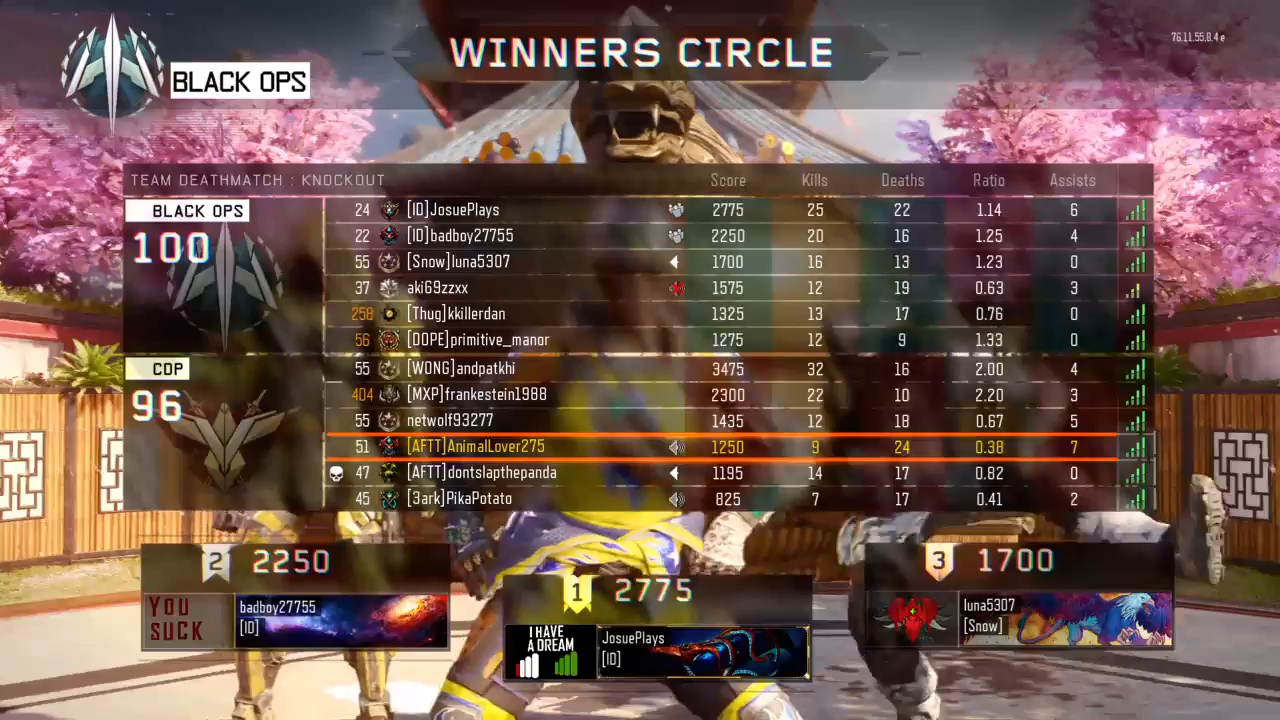 WINNERS CIRCLE
76.11.55.8.4 e
BLACK OPS
TEAM DEATHMATCH : KNOCKOUT Score Kills Deaths Ratio Assists
BLACK OPS
100
24 [ID]JosuePlays 2775 25 22 1.14 6
22 [ID]badboy27755 2250 20 16 1.25 4
55 [Snow]luna5307 1700 16 13 1.23 0
37 aki69zzxx 1575 12 19 0.63 3
258 [Thug]kkillerdan 1325 13 17 0.76 0
56 [DOPE]primitive_manor 1275 12 9 1.33 0
CDP
96
55 [WONG]andpatkhi 3475 32 16 2.00 4
404 [MXP]frankestein1988 2300 22 10 2.20 3
55 netwolf93277 1435 12 18 0.67 5
51 [AFTT]AnimalLover275 1250 9 24 0.38 7
47 [AFTT]dontslapthepanda 1195 14 17 0.82 0
45 [3ark]PikaPotato 825 7 17 0.41 2
2 2250
YOU
SUCK
badboy27755
[ID]
1 2775
I HAVE
A DREAM
JosuePlays
[ID]
3 1700
luna5307
[Snow]